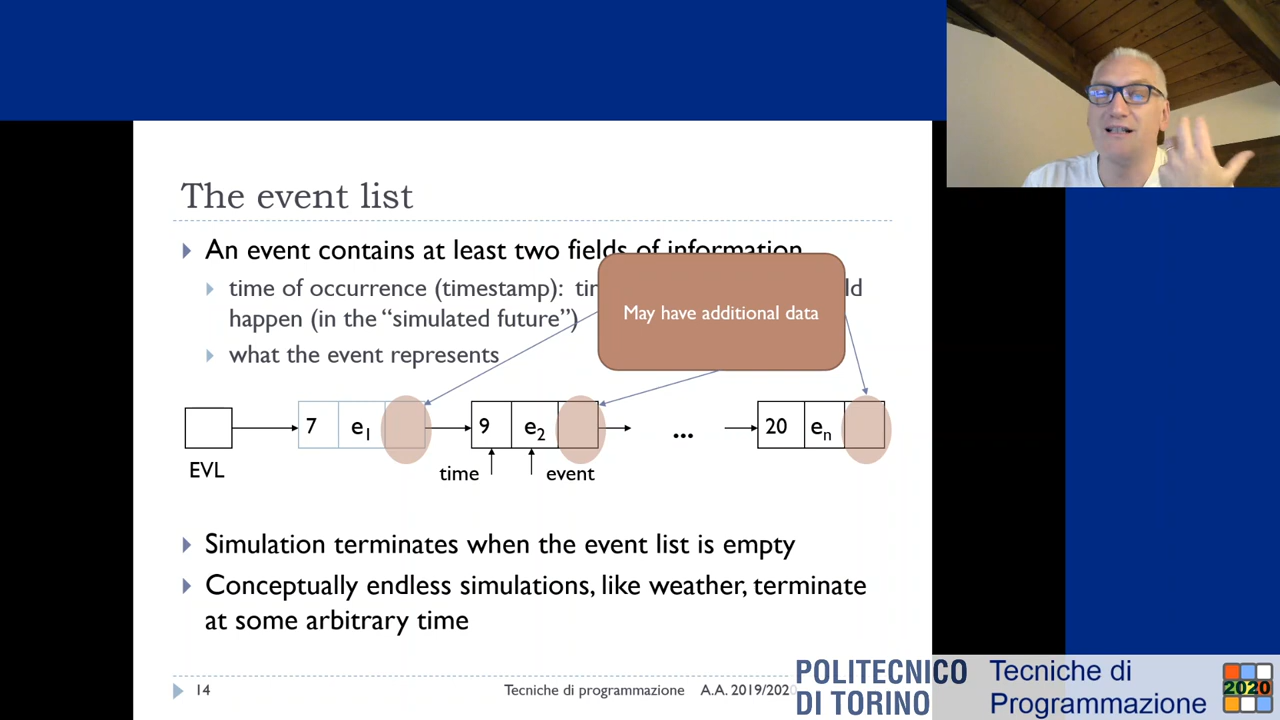 The event list
An event contains at least two fields of information
time of occurrence (timestamp): ld
happen (in the “simulated future”)
what the event represents
May have additional data
7 e1 9 e2 ... 20 en
EVL time event
Simulation terminates when the event list is empty
Conceptually endless simulations, like weather, terminate
at some arbitrary time
14 Tecniche di programmazione A.A. 2019/2020
POLITECNICO
DI TORINO
Tecniche di
Programmazione
2020